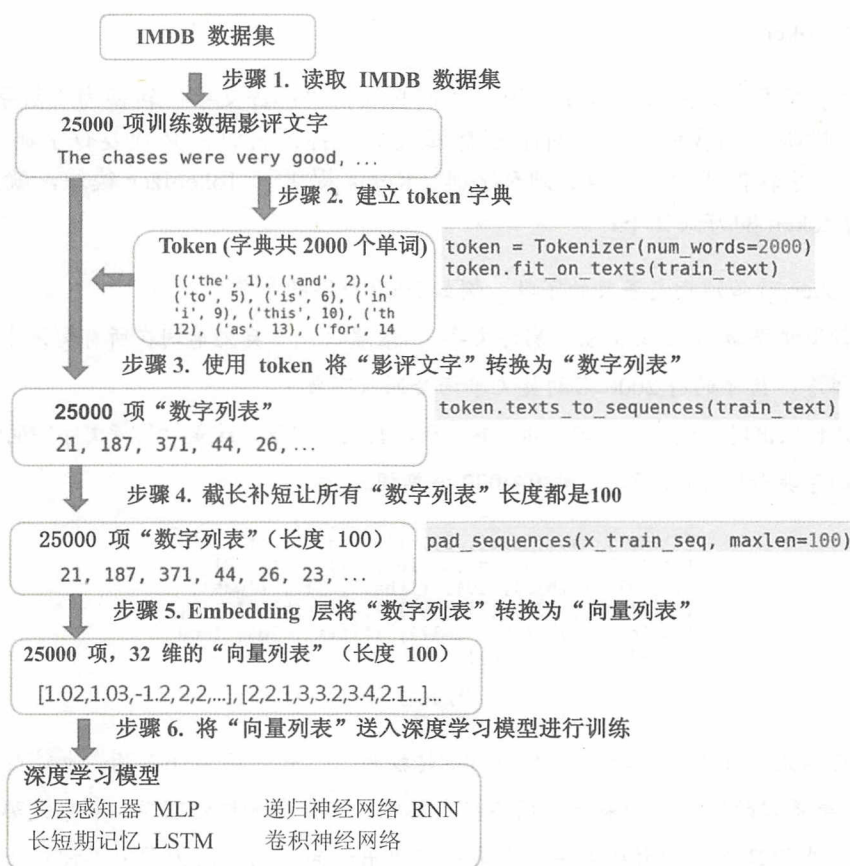 IMDB 数据集
步骤 1. 读取 IMDB 数据集
25000 项训练数据影评文字
The chases were very good, ...
步骤 2. 建立 token 字典
Token (字典共 2000 个单词)
[('the', 1), ('and', 2), ('
('to', 5), ('is', 6), ('in'
'i', 9), ('this', 10), ('th
12), ('as', 13), ('for', 14
token = Tokenizer(num_words=2000)
token.fit_on_texts(train_text)
步骤 3. 使用 token 将“影评文字”转换为“数字列表”
25000 项“数字列表”
21, 187, 371, 44, 26, ...
token.texts_to_sequences(train_text)
步骤 4. 截长补短让所有“数字列表”长度都是100
25000 项“数字列表”(长度 100)
21, 187, 371, 44, 26, 23, ...
pad_sequences(x_train_seq, maxlen=100)
步骤 5. Embedding 层将“数字列表”转换为“向量列表”
25000 项，32 维的“向量列表”（长度 100）
[1.02,1.03,-1.2,2,2,...],[2,2.1,3,3.2,3.4,2.1...]...
步骤 6. 将“向量列表”送入深度学习模型进行训练
深度学习模型
多层感知器 MLP 递归神经网络 RNN
长短期记忆 LSTM 卷积神经网络